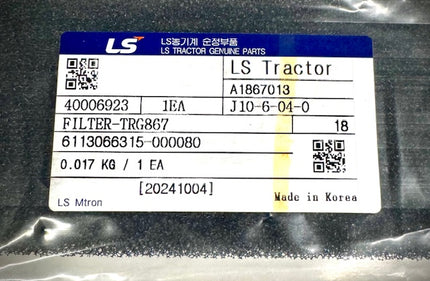 LS LS농기계 순정부품
LS TRACTOR GENUINE PARTS
LS Tractor
A1867013
40006923 1EA J10-6-04-0
FILTER-TRG867 18
6113066315-000080
0.017 KG / 1 EA
[20241004]
LS Mtron Made in Korea